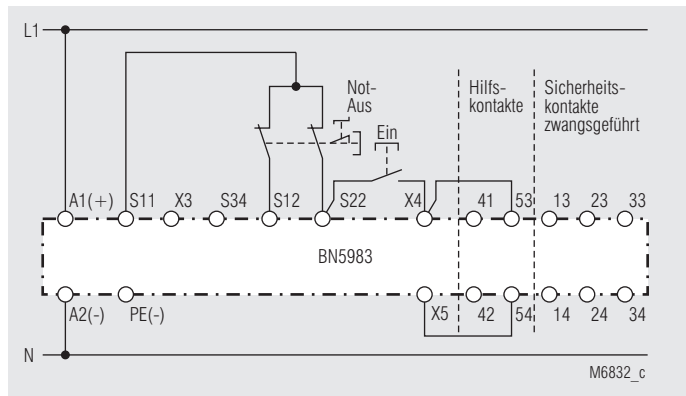 L1
Not-
Aus
Hilfs-
kontakte
Sicherheits-
kontakte
zwangsgeführt
Ein
A1(+) S11 X3 S34 S12 S22 X4 41 53 13 23 33
BN5983
A2(-) PE(-) X5 42 54 14 24 34
N
M6832_c